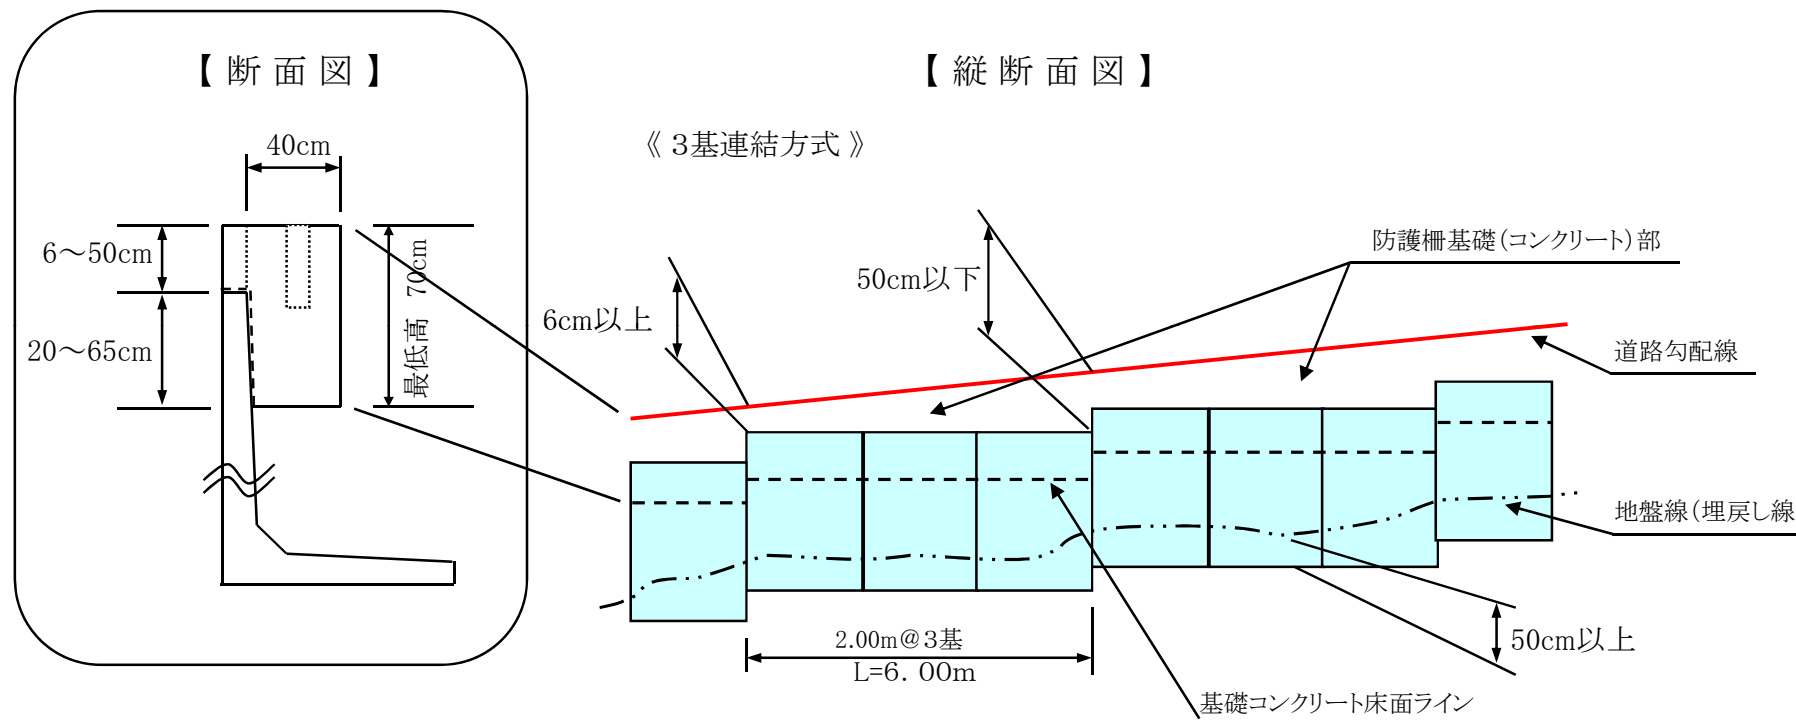 【 断 面 図 】
【 縦 断 面 図 】
《 3基連結方式 》
40cm
6～50cm
20～65cm
最低高 70cm
6cm以上
50cm以下
防護柵基礎(コンクリート)部
道路勾配線
地盤線(埋戻し線
50cm以上
2.00m@3基
L=6. 00m
基礎コンクリート床面ライン